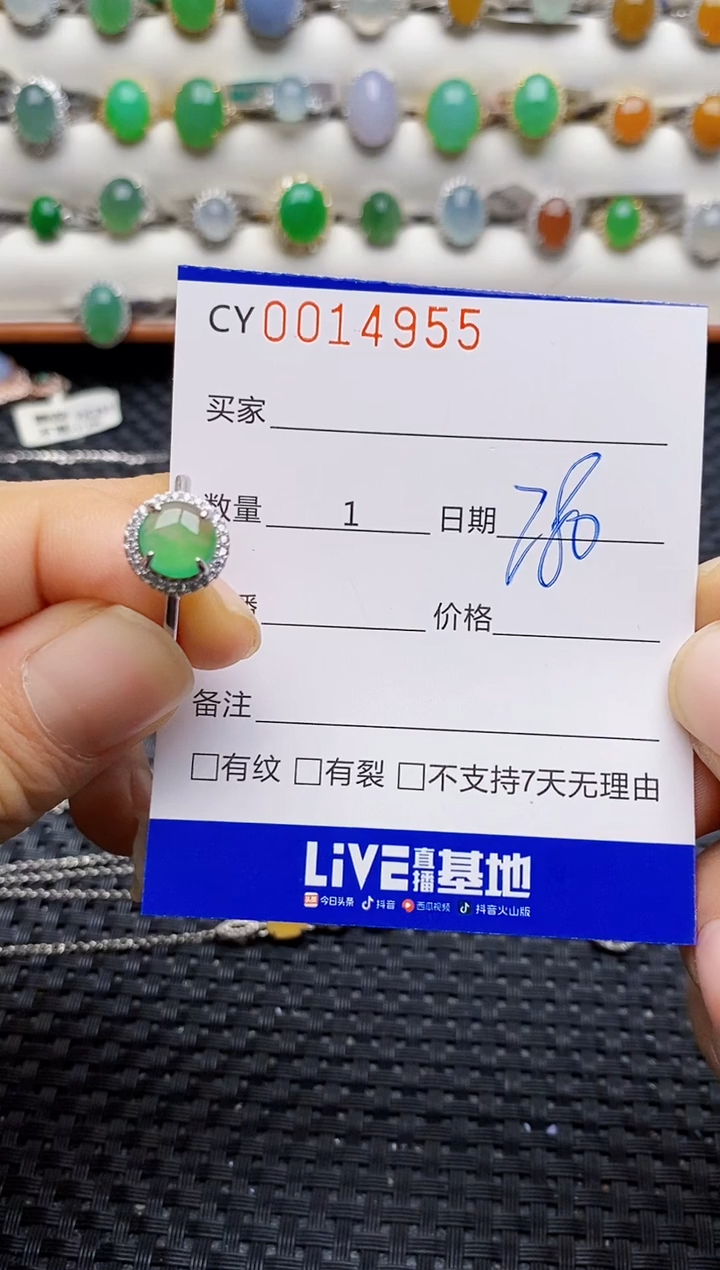 CY0014955
买家
数量 1 日期 780
播
价格
备注
□有纹 □有裂 □不支持7天无理由
LiVE直播基地
今日头条 抖音 西瓜视频 抖音火山版